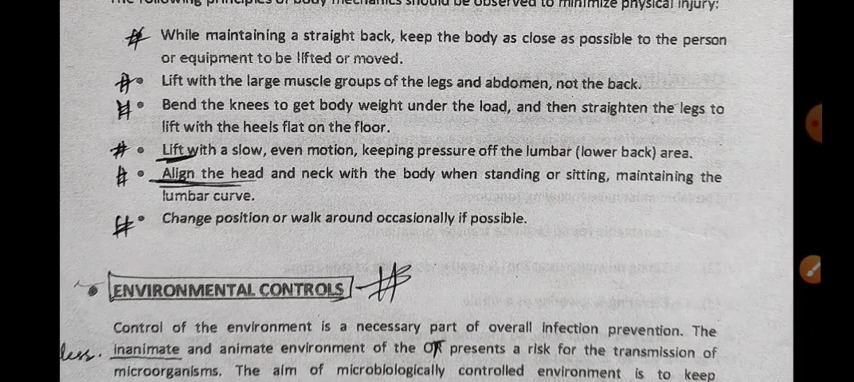 The following principles of body mechanics should be observed to minimize physical injury:
# While maintaining a straight back, keep the body as close as possible to the person
or equipment to be lifted or moved.
# • Lift with the large muscle groups of the legs and abdomen, not the back.
# • Bend the knees to get body weight under the load, and then straighten the legs to
lift with the heels flat on the floor.
# • Lift with a slow, even motion, keeping pressure off the lumbar (lower back) area.
# • Align the head and neck with the body when standing or sitting, maintaining the
lumbar curve.
# • Change position or walk around occasionally if possible.
• ENVIRONMENTAL CONTROLS #
Control of the environment is a necessary part of overall infection prevention. The
less. inanimate and animate environment of the OT presents a risk for the transmission of
microorganisms. The aim of microbiologically controlled environment is to keep